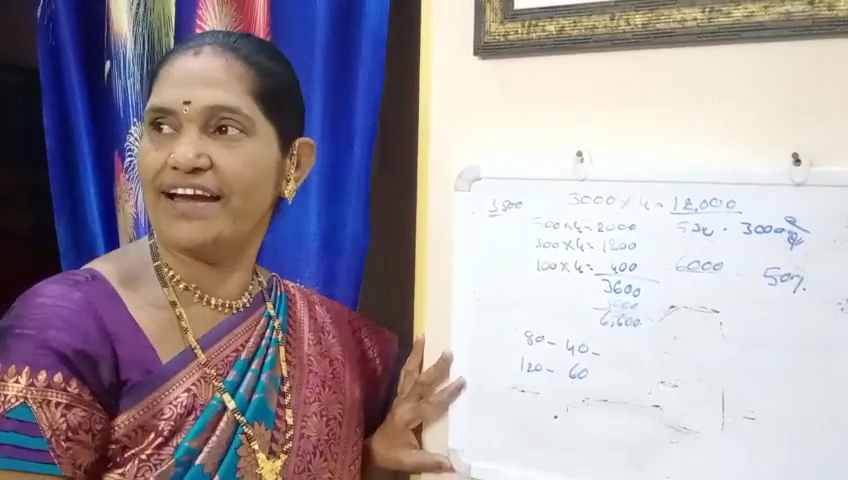 3500 3000 x 4 = 12,000
500 x 4 = 2000 3000
300 x 4 = 1200
100 x 4 = 400 6000 50%
3600
6,600
80 - 40 -
120 - 60